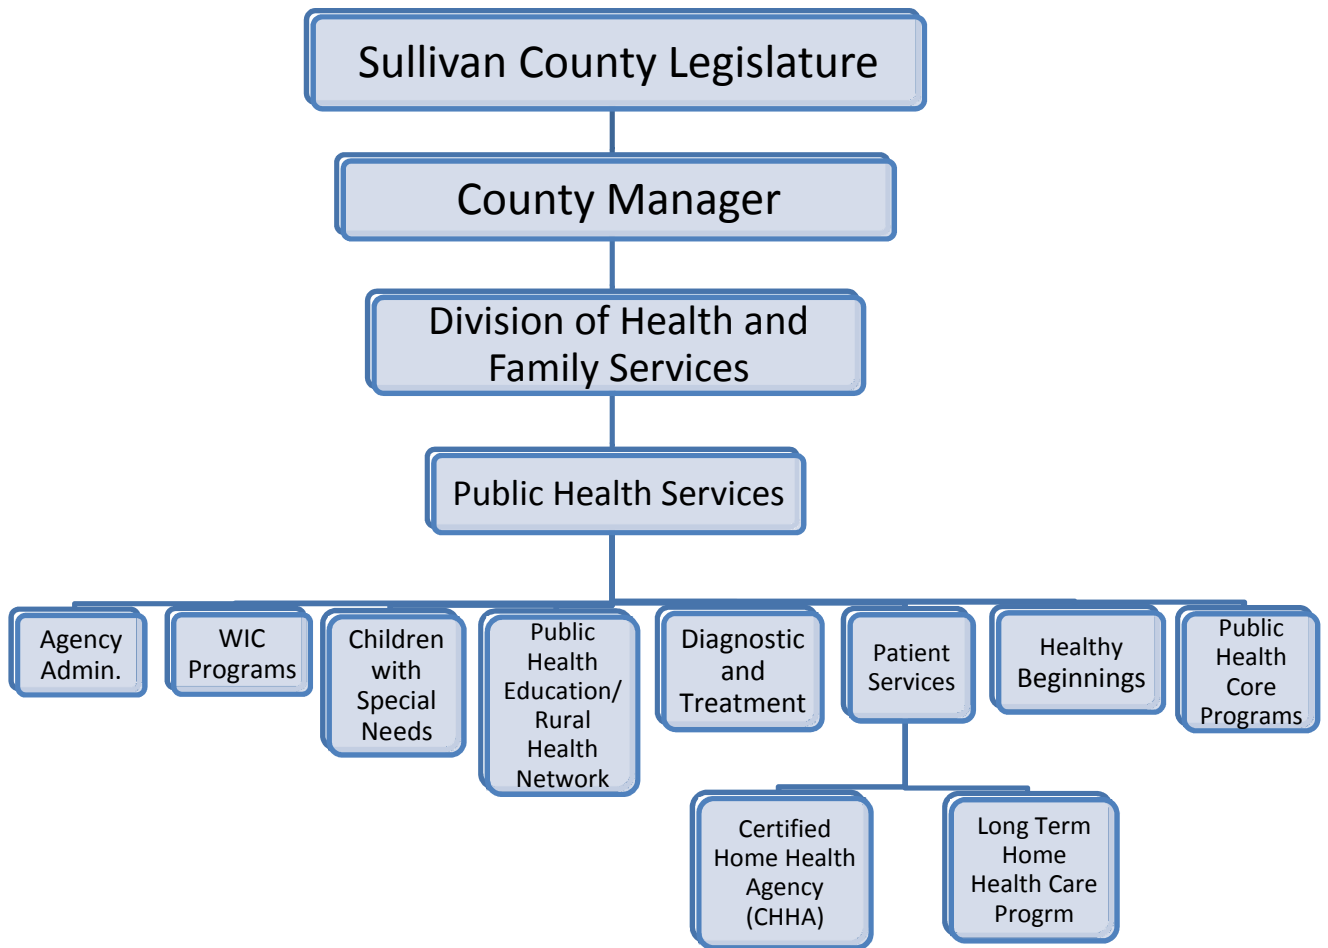 Sullivan County Legislature
County Manager
Division of Health and
Family Services
Public Health Services
Agency
Admin.
WIC
Programs
Children
with
Special
Needs
Public
Health
Education/
Rural
Health
Network
Diagnostic
and
Treatment
Patient
Services
Healthy
Beginnings
Public
Health
Core
Programs
Certified
Home Health
Agency
(CHHA)
Long Term
Home
Health Care
Progrm